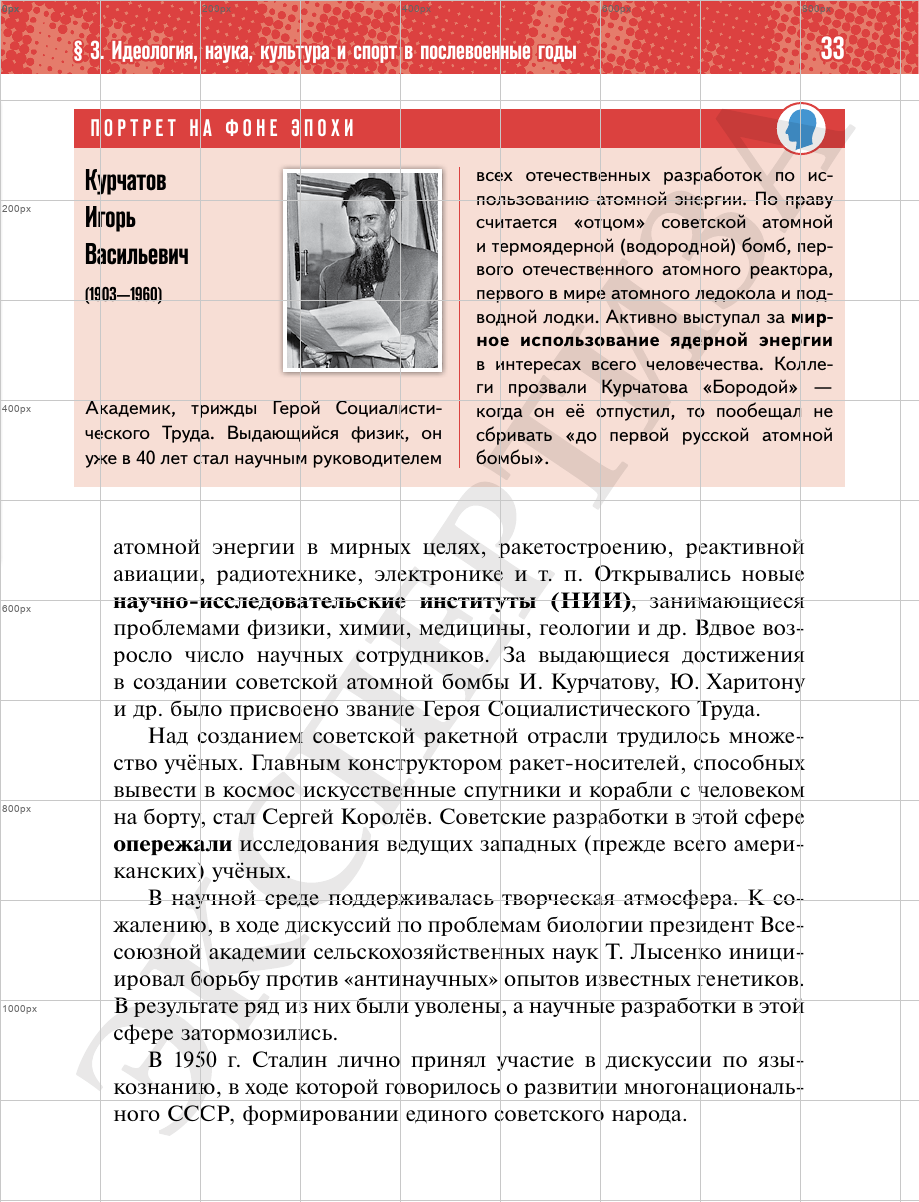 § 3. Идеология, наука, культура и спорт в послевоенные годы
33
ПОРТРЕТ НА ФОНЕ ЭПОХИ
Курчатов
Игорь
Васильевич
(1903—1960)
Академик, трижды Герой Социалисти-
ческого Труда. Выдающийся физик, он
уже в 40 лет стал научным руководителем
всех отечественных разработок по ис-
пользованию атомной энергии. По праву
считается «отцом» советской атомной
и термоядерной (водородной) бомб, пер-
вого отечественного атомного реактора,
первого в мире атомного ледокола и под-
водной лодки. Активно выступал за мир-
ное использование ядерной энергии
в интересах всего человечества. Колле-
ги прозвали Курчатова «Бородой» —
когда он её отпустил, то пообещал не
сбривать «до первой русской атомной
бомбы».
атомной энергии в мирных целях, ракетостроению, реактивной
авиации, радиотехнике, электронике и т. п. Открывались новые
научно-исследовательские институты (НИИ), занимающиеся
проблемами физики, химии, медицины, геологии и др. Вдвое воз-
росло число научных сотрудников. За выдающиеся достижения
в создании советской атомной бомбы И. Курчатову, Ю. Харитону
и др. было присвоено звание Героя Социалистического Труда.
Над созданием советской ракетной отрасли трудилось множе-
ство учёных. Главным конструктором ракет-носителей, способных
вывести в космос искусственные спутники и корабли с человеком
на борту, стал Сергей Королёв. Советские разработки в этой сфере
опережали исследования ведущих западных (прежде всего амери-
канских) учёных.
В научной среде поддерживалась творческая атмосфера. К со-
жалению, в ходе дискуссий по проблемам биологии президент Все-
союзной академии сельскохозяйственных наук Т. Лысенко иници-
ировал борьбу против «антинаучных» опытов известных генетиков.
В результате ряд из них были уволены, а научные разработки в этой
сфере затормозились.
В 1950 г. Сталин лично принял участие в дискуссии по язы-
кознанию, в ходе которой говорилось о развитии многонациональ-
ного СССР, формировании единого советского народа.
ЭКСПЕРТИЗА
200px
400px
600px
800px
1000px